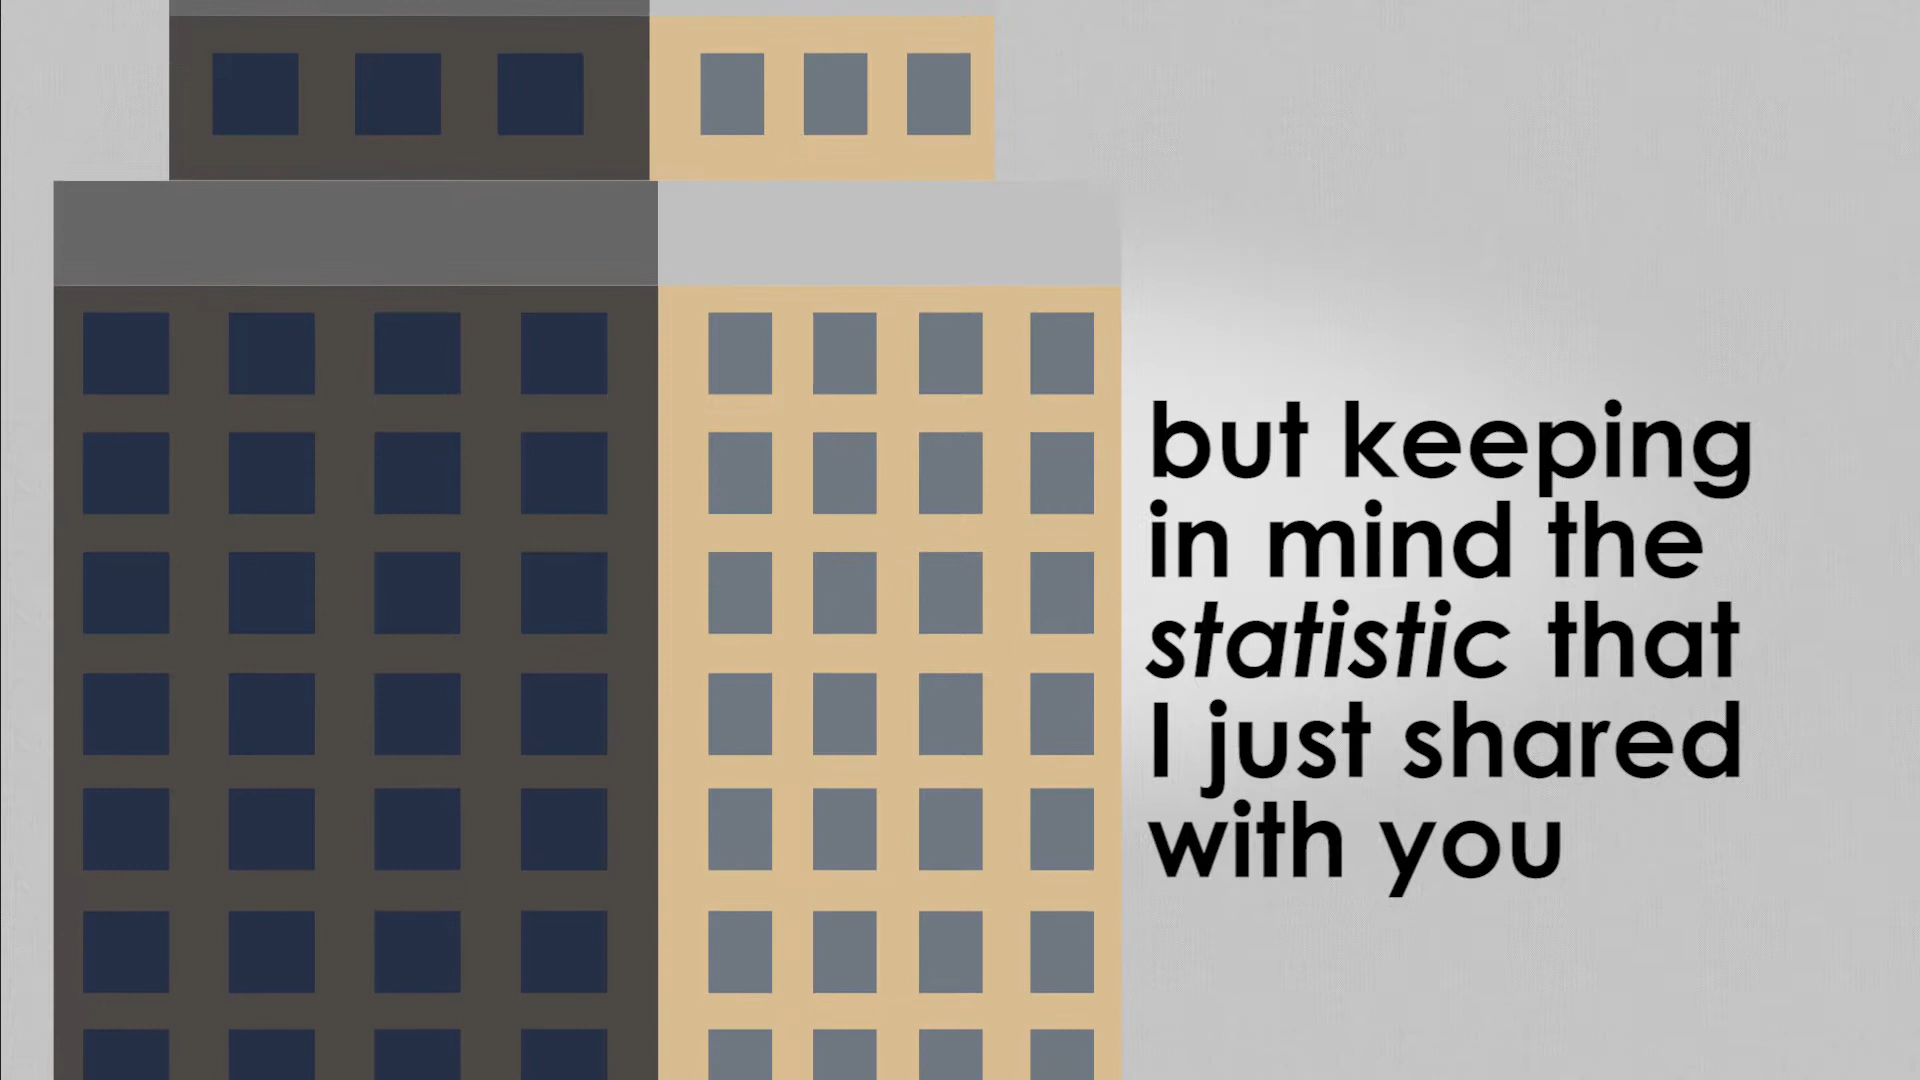 but keeping
in mind the
statistic that
I just shared
with you